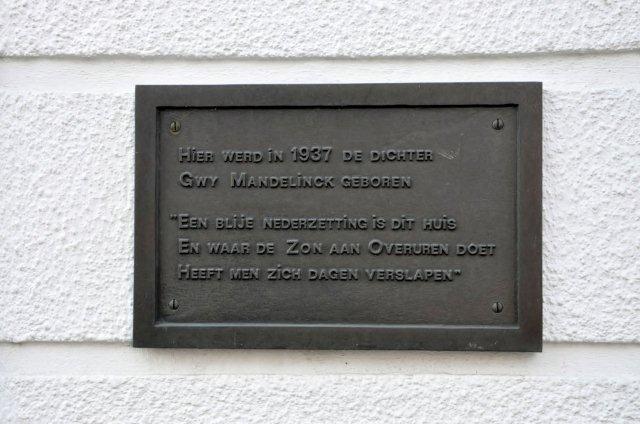 Hier werd in 1937 de dichter
Gwy Mandelinck geboren
"Een blije nederzetting is dit huis
En waar de Zon aan Overuren doet
Heeft men zich dagen verslapen"